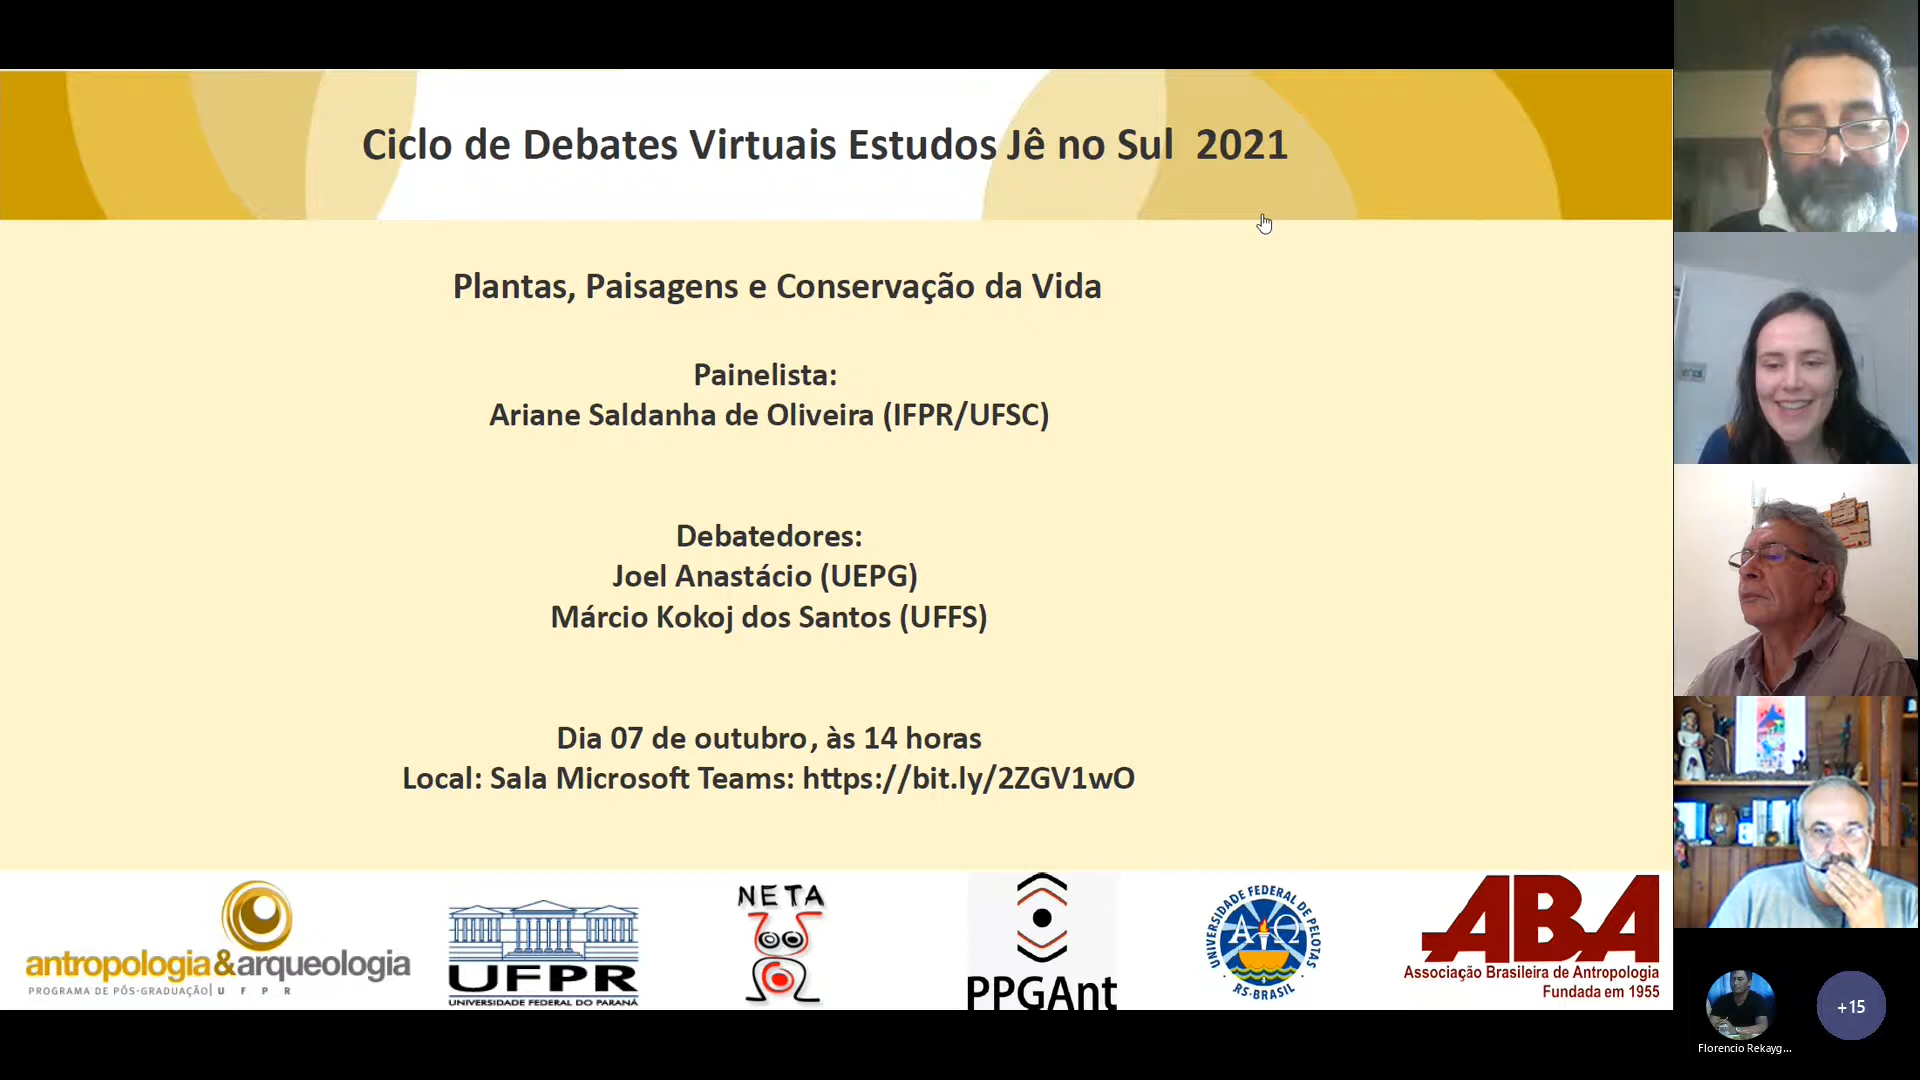 Ciclo de Debates Virtuais Estudos Jê no Sul 2021
Plantas, Paisagens e Conservação da Vida
Painelista:
Ariane Saldanha de Oliveira (IFPR/UFSC)
Debatedores:
Joel Anastácio (UEPG)
Márcio Kokoj dos Santos (UFFS)
Dia 07 de outubro, às 14 horas
Local: Sala Microsoft Teams: https://bit.ly/2ZGV1wO
antropologia&arqueologia
PROGRAMA DE PÓS-GRADUAÇÃO| U F P R
UFPR
UNIVERSIDADE FEDERAL DO PARANÁ
NETA
PPGAnt
UNIVERSIDADE FEDERAL DE PELOTAS
RS-BRASIL
ABA
Associação Brasileira de Antropologia
Fundada em 1955
Florencio Rekayg...
+15